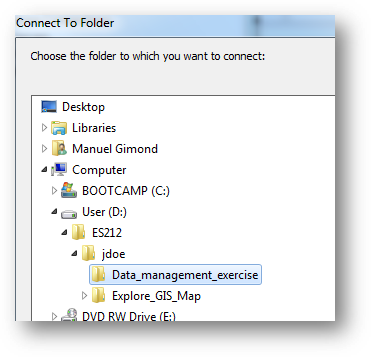 Connect To Folder
Choose the folder to which you want to connect:
Desktop
Libraries
Manuel Gimond
Computer
BOOTCAMP (C:)
User (D:)
ES212
jdoe
Data_management_exercise
Explore_GIS_Map
DVD RW Drive (E:)